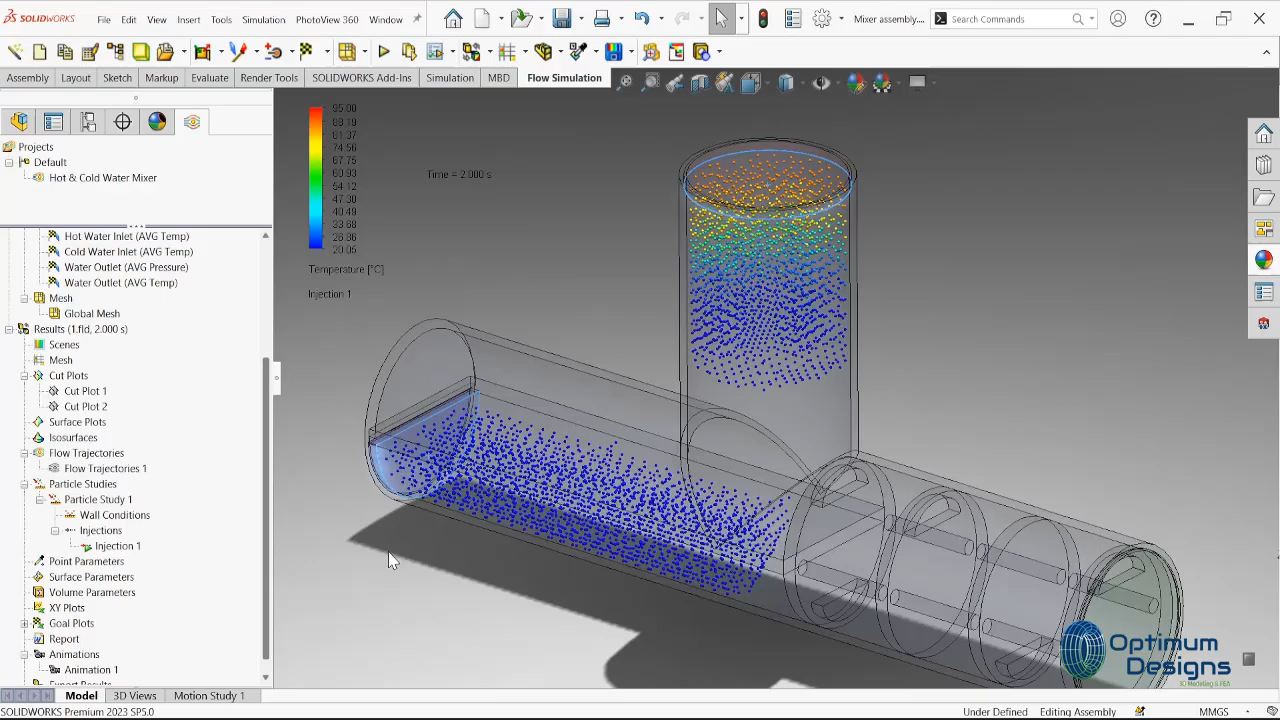 SOLIDWORKS
File Edit View Insert Tools Simulation PhotoView 360 Window
Mixer assembly....
Search Commands
Assembly Layout Sketch Markup Evaluate Render Tools SOLIDWORKS Add-Ins Simulation MBD Flow Simulation
Projects
Default
Hot & Cold Water Mixer
Hot Water Inlet (AVG Temp)
Cold Water Inlet (AVG Temp)
Water Outlet (AVG Pressure)
Water Outlet (AVG Temp)
Mesh
Global Mesh
Results (1.fld, 2.000 s)
Scenes
Mesh
Cut Plots
Cut Plot 1
Cut Plot 2
Surface Plots
Isosurfaces
Flow Trajectories
Flow Trajectories 1
Particle Studies
Particle Study 1
Wall Conditions
Injections
Injection 1
Point Parameters
Surface Parameters
Volume Parameters
XY Plots
Goal Plots
Report
Animations
Animation 1
95.00
88.19
81.37
74.56
67.75
60.93
54.12
47.30
40.49
33.68
26.86
20.05
Temperature [°C]
Injection 1
Time = 2.000 s
Optimum
Designs
3D Modeling & FEA
Model 3D Views Motion Study 1
SOLIDWORKS Premium 2023 SP5.0
Under Defined Editing Assembly MMGS